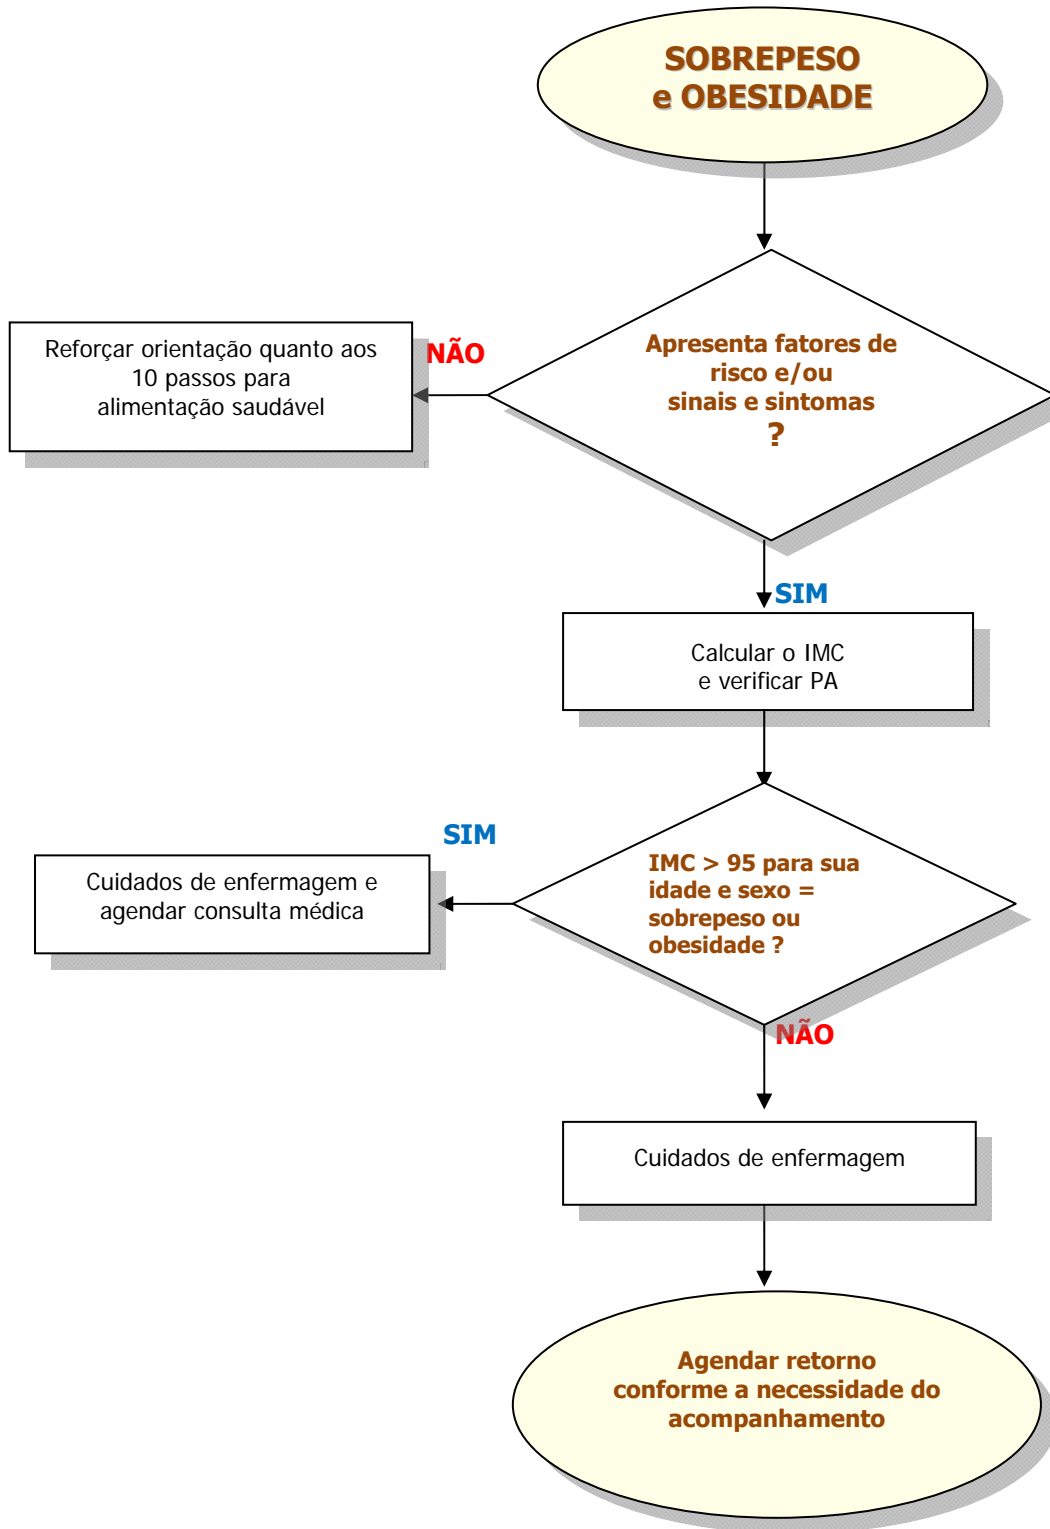 SOBREPESO
e OBESIDADE
Apresenta fatores de
risco e/ou
sinais e sintomas
?
NÃO
Reforçar orientação quanto aos
10 passos para
alimentação saudável
SIM
Calcular o IMC
e verificar PA
IMC > 95 para sua
idade e sexo =
sobrepeso ou
obesidade ?
SIM
Cuidados de enfermagem e
agendar consulta médica
NÃO
Cuidados de enfermagem
Agendar retorno
conforme a necessidade do
acompanhamento